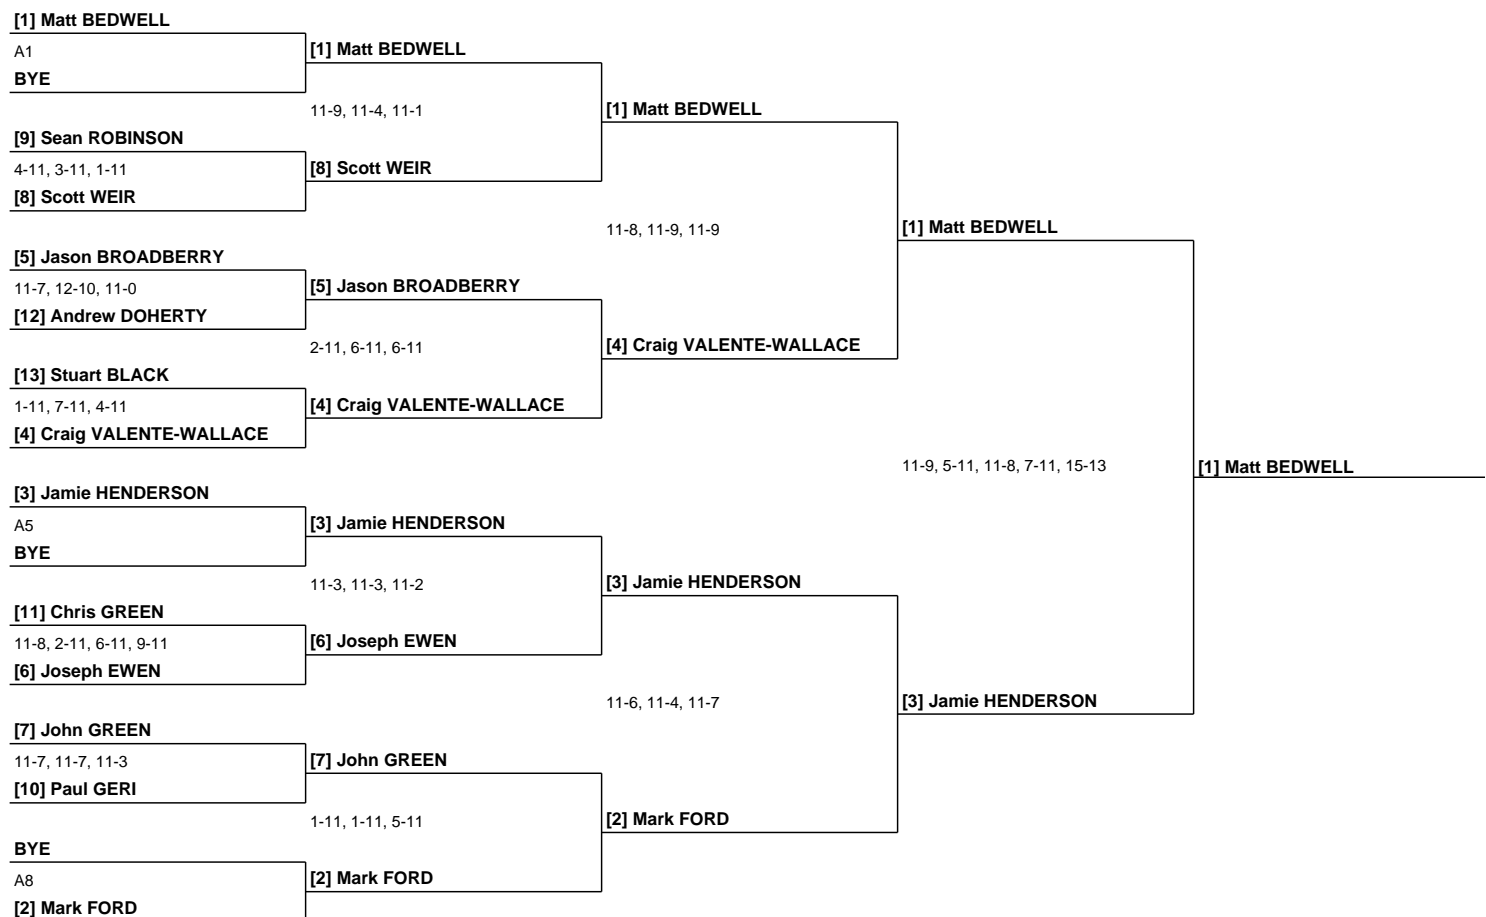 [1] Matt BEDWELL
A1
BYE
[9] Sean ROBINSON
4-11, 3-11, 1-11
[8] Scott WEIR
[5] Jason BROADBERRY
11-7, 12-10, 11-0
[12] Andrew DOHERTY
[13] Stuart BLACK
1-11, 7-11, 4-11
[4] Craig VALENTE-WALLACE
[3] Jamie HENDERSON
A5
BYE
[11] Chris GREEN
11-8, 2-11, 6-11, 9-11
[6] Joseph EWEN
[7] John GREEN
11-7, 11-7, 11-3
[10] Paul GERI
BYE
A8
[2] Mark FORD
[1] Matt BEDWELL
11-9, 11-4, 11-1
[8] Scott WEIR
[5] Jason BROADBERRY
2-11, 6-11, 6-11
[4] Craig VALENTE-WALLACE
[3] Jamie HENDERSON
11-3, 11-3, 11-2
[6] Joseph EWEN
[7] John GREEN
1-11, 1-11, 5-11
[2] Mark FORD
[1] Matt BEDWELL
11-8, 11-9, 11-9
[4] Craig VALENTE-WALLACE
[3] Jamie HENDERSON
11-6, 11-4, 11-7
[2] Mark FORD
[1] Matt BEDWELL
11-9, 5-11, 11-8, 7-11, 15-13
[3] Jamie HENDERSON
[1] Matt BEDWELL